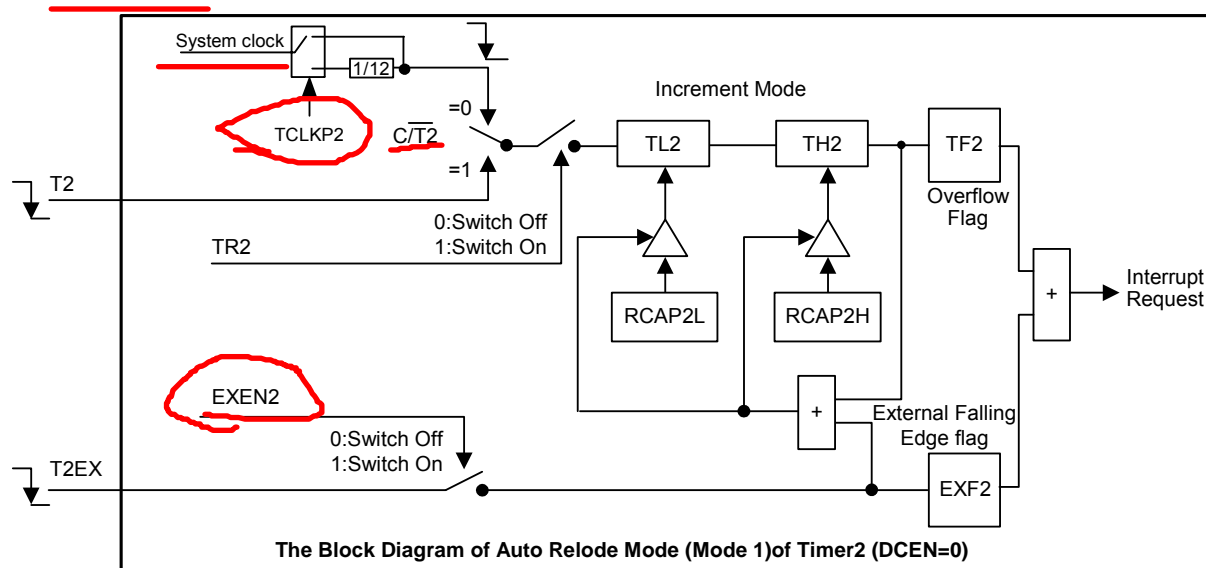 System clock
1/12
Increment Mode
TCLKP2
C/T2
=0
=1
TL2
TH2
TF2
T2
Overflow
Flag
0:Switch Off
1:Switch On
TR2
RCAP2L
RCAP2H
+
Interrupt
Request
EXEN2
+
External Falling
Edge flag
0:Switch Off
1:Switch On
T2EX
EXF2
The Block Diagram of Auto Relode Mode (Mode 1)of Timer2 (DCEN=0)